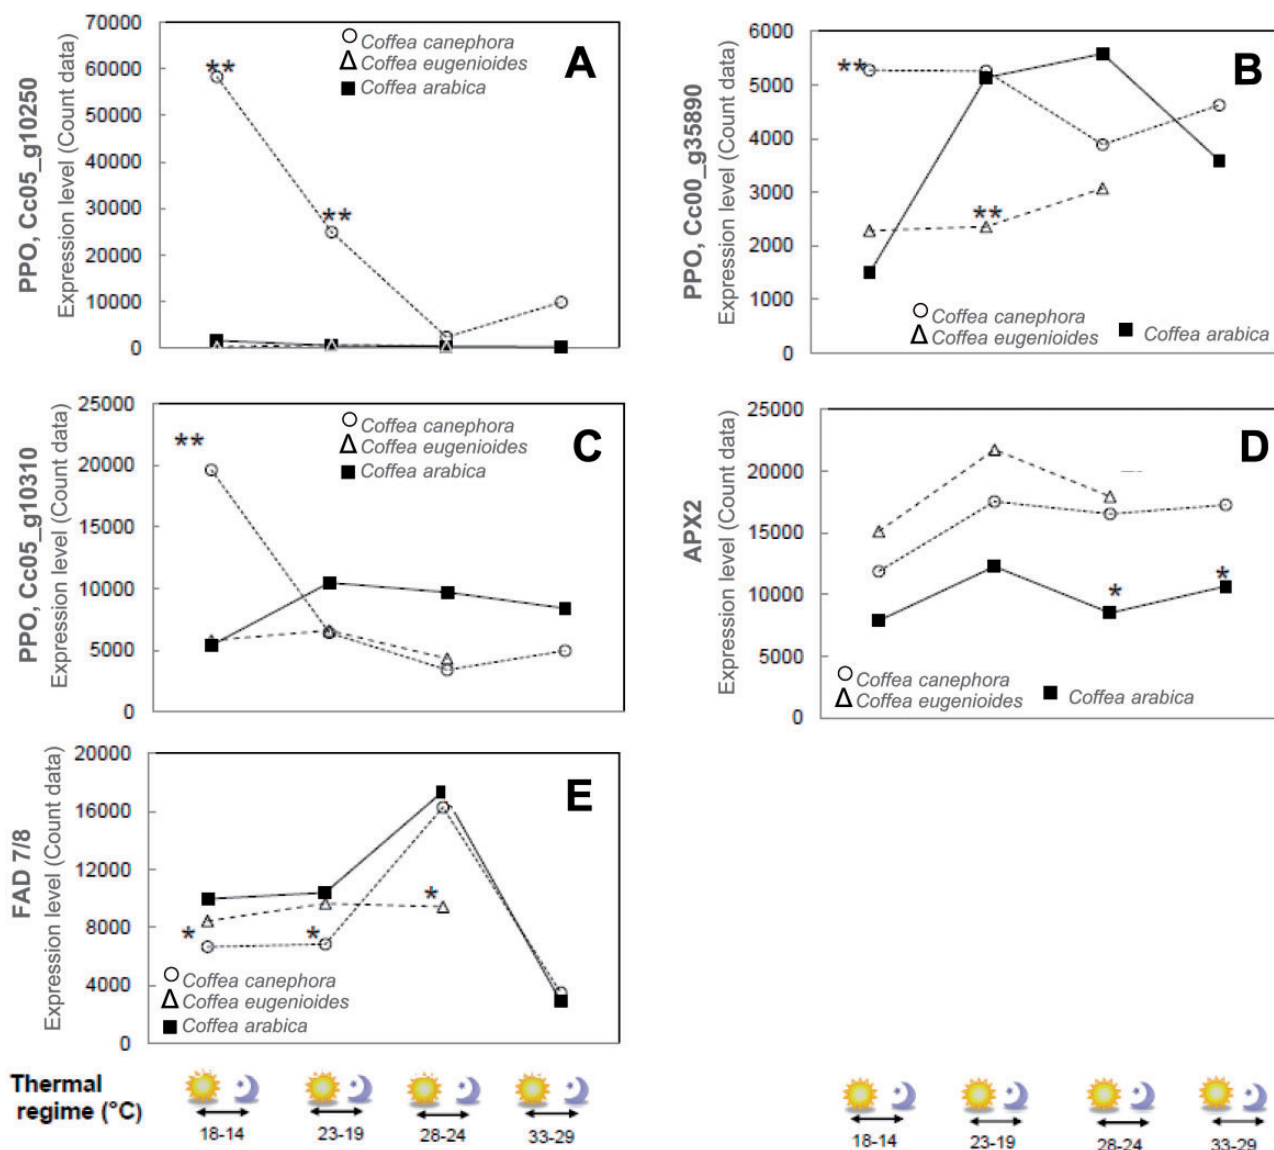 PPO, Cc05_g10250
Expression level (Count data)
70000
60000
50000
40000
30000
20000
10000
0
Coffea canephora
Coffea eugenioides
Coffea arabica
A
**
**
PPO, Cc00_g35890
Expression level (Count data)
6000
5000
4000
3000
2000
1000
0
B
**
**
Coffea canephora
Coffea eugenioides
Coffea arabica
PPO, Cc05_g10310
Expression level (Count data)
25000
20000
15000
10000
5000
0
Coffea canephora
Coffea eugenioides
Coffea arabica
C
**
APX2
Expression level (Count data)
25000
20000
15000
10000
5000
0
D
*
*
Coffea canephora
Coffea eugenioides
Coffea arabica
FAD 7/8
Expression level (Count data)
20000
16000
12000
8000
4000
0
E
*
*
*
Coffea canephora
Coffea eugenioides
Coffea arabica
Thermal
regime (°C)
18-14
23-19
28-24
33-29
18-14
23-19
28-24
33-29